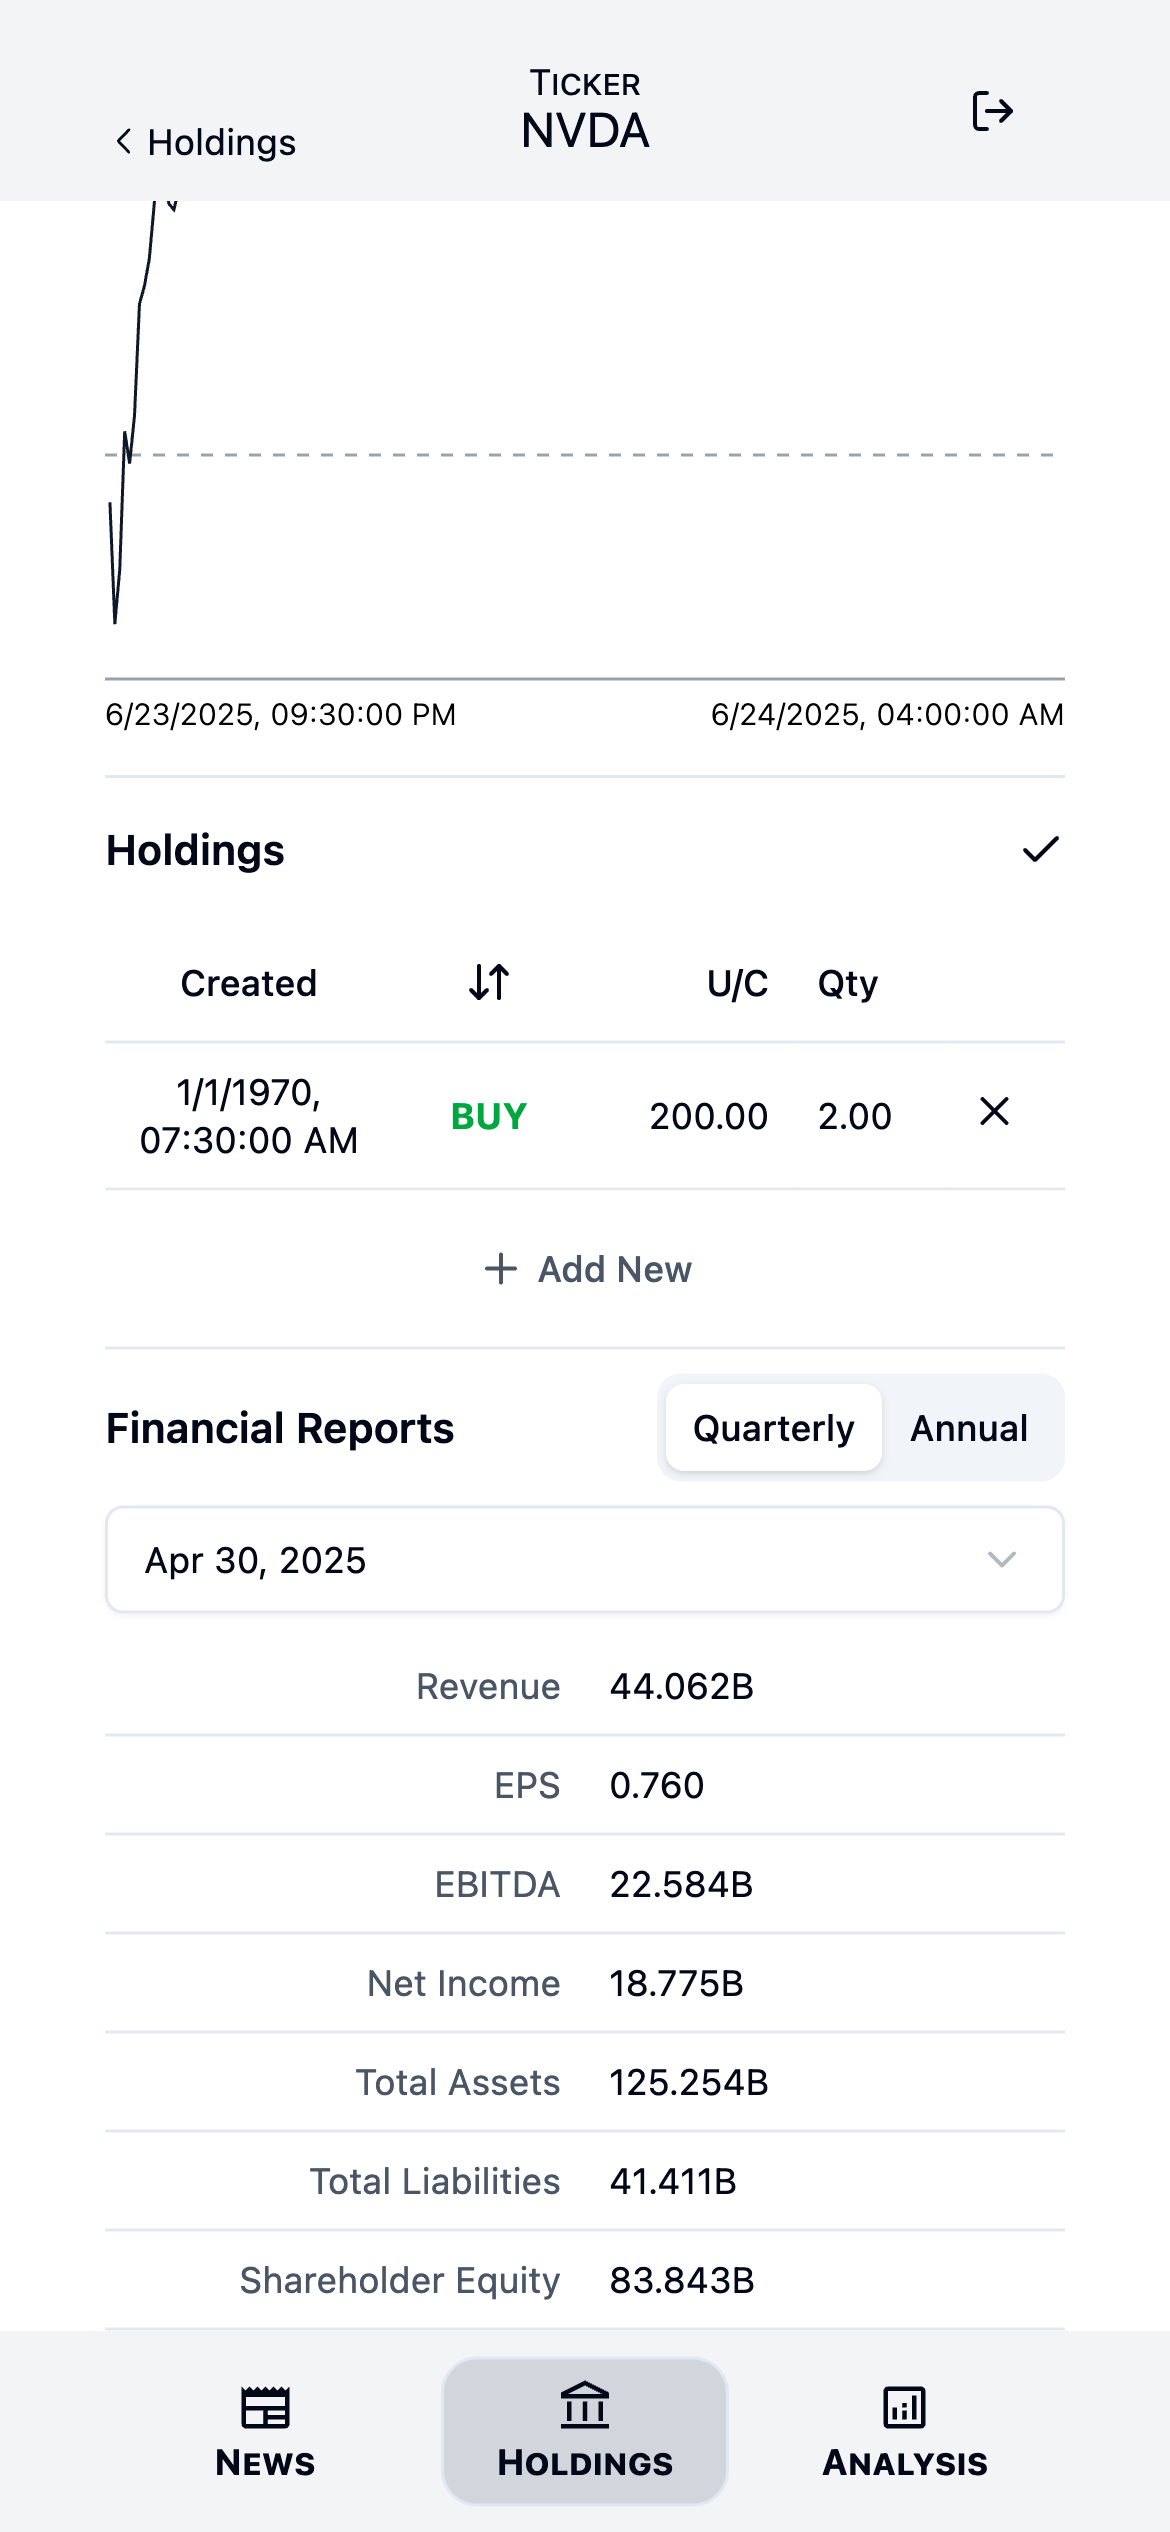 TICKER
NVDA
Holdings
6/23/2025, 09:30:00 PM
6/24/2025, 04:00:00 AM
Holdings
Created U/C Qty
1/1/1970,
07:30:00 AM
BUY 200.00 2.00
Add New
Financial Reports
Quarterly Annual
Apr 30, 2025
Revenue 44.062B
EPS 0.760
EBITDA 22.584B
Net Income 18.775B
Total Assets 125.254B
Total Liabilities 41.411B
Shareholder Equity 83.843B
NEWS HOLDINGS ANALYSIS